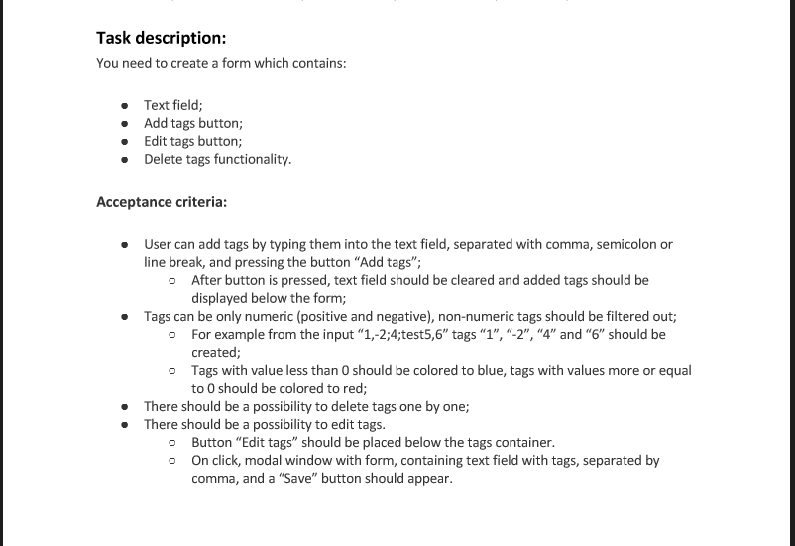 Task description:
You need to create a form which contains:
● Text field;
● Add tags button;
● Edit tags button;
● Delete tags functionality.
Acceptance criteria:
● User can add tags by typing them into the text field, separated with comma, semicolon or
line break, and pressing the button “Add tags”;
○ After button is pressed, text field should be cleared and added tags should be
displayed below the form;
● Tags can be only numeric (positive and negative), non-numeric tags should be filtered out;
○ For example from the input “1,-2;4;test5,6” tags “1”, “-2”, “4” and “6” should be
created;
○ Tags with value less than 0 should be colored to blue, tags with values more or equal
to 0 should be colored to red;
● There should be a possibility to delete tags one by one;
● There should be a possibility to edit tags.
○ Button “Edit tags” should be placed below the tags container.
○ On click, modal window with form, containing text field with tags, separated by
comma, and a “Save” button should appear.